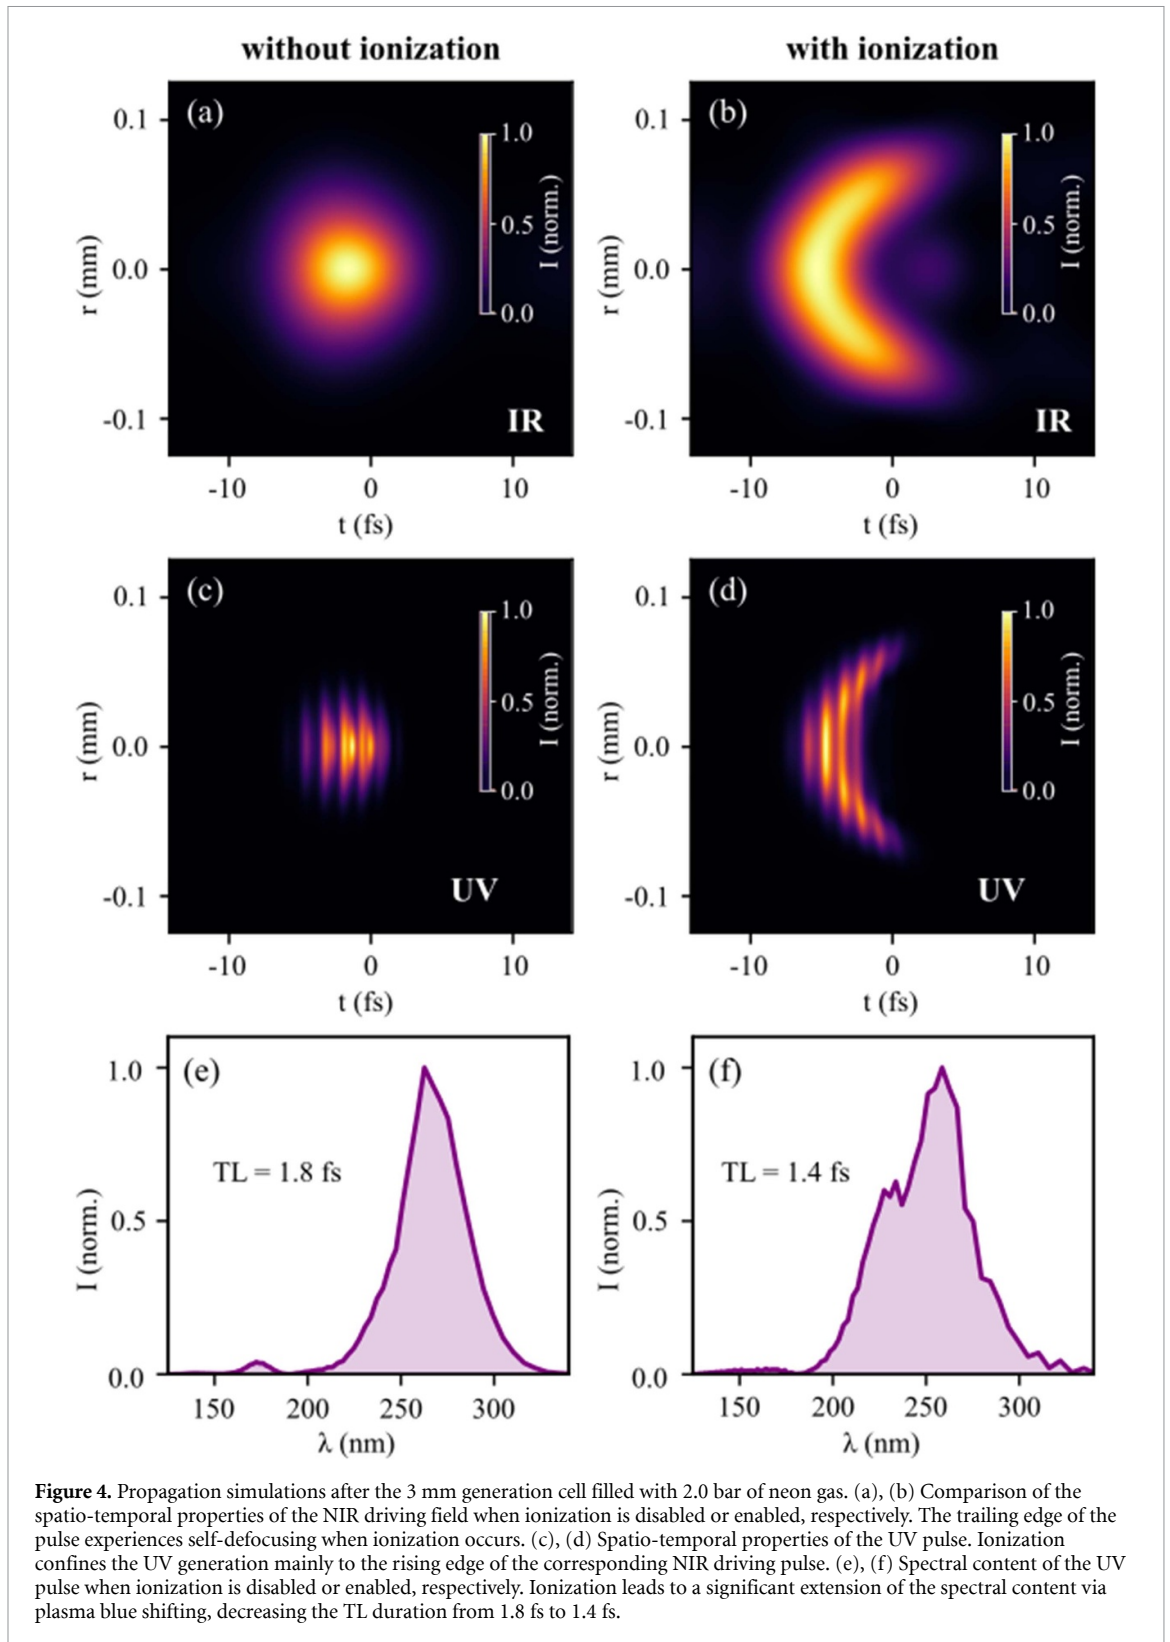 without ionization
with ionization
(a)
0.1
0.0
-0.1
r (mm)
1.0
0.5
0.0
I (norm.)
IR
-10
0
10
t (fs)
(b)
0.1
0.0
-0.1
r (mm)
1.0
0.5
0.0
I (norm.)
IR
-10
0
10
t (fs)
(c)
0.1
0.0
-0.1
r (mm)
1.0
0.5
0.0
I (norm.)
UV
-10
0
10
t (fs)
(d)
0.1
0.0
-0.1
r (mm)
1.0
0.5
0.0
I (norm.)
UV
-10
0
10
t (fs)
(e)
1.0
0.5
0.0
I (norm.)
TL = 1.8 fs
150
200
250
300
λ (nm)
(f)
1.0
0.5
0.0
I (norm.)
TL = 1.4 fs
150
200
250
300
λ (nm)
Figure 4. Propagation simulations after the 3 mm generation cell filled with 2.0 bar of neon gas. (a), (b) Comparison of the
spatio-temporal properties of the NIR driving field when ionization is disabled or enabled, respectively. The trailing edge of the
pulse experiences self-defocusing when ionization occurs. (c), (d) Spatio-temporal properties of the UV pulse. Ionization
confines the UV generation mainly to the rising edge of the corresponding NIR driving pulse. (e), (f) Spectral content of the UV
pulse when ionization is disabled or enabled, respectively. Ionization leads to a significant extension of the spectral content via
plasma blue shifting, decreasing the TL duration from 1.8 fs to 1.4 fs.